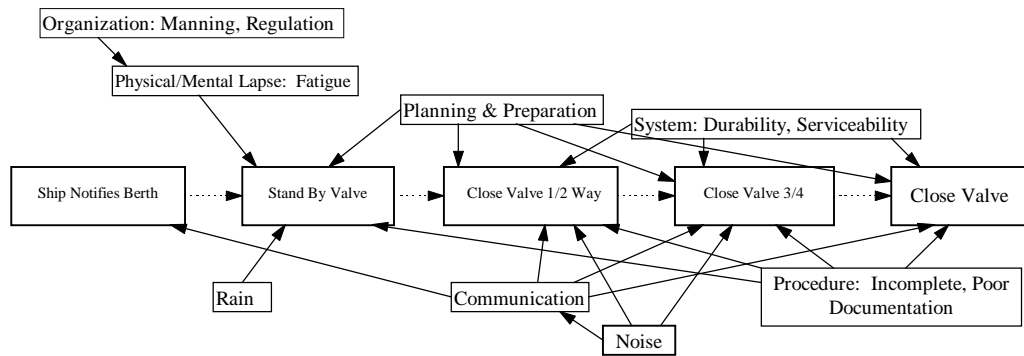 Organization: Manning, Regulation
Physical/Mental Lapse: Fatigue
Planning & Preparation
System: Durability, Serviceability
Ship Notifies Berth
Stand By Valve
Close Valve 1/2 Way
Close Valve 3/4
Close Valve
Rain
Communication
Procedure: Incomplete, Poor
Documentation
Noise